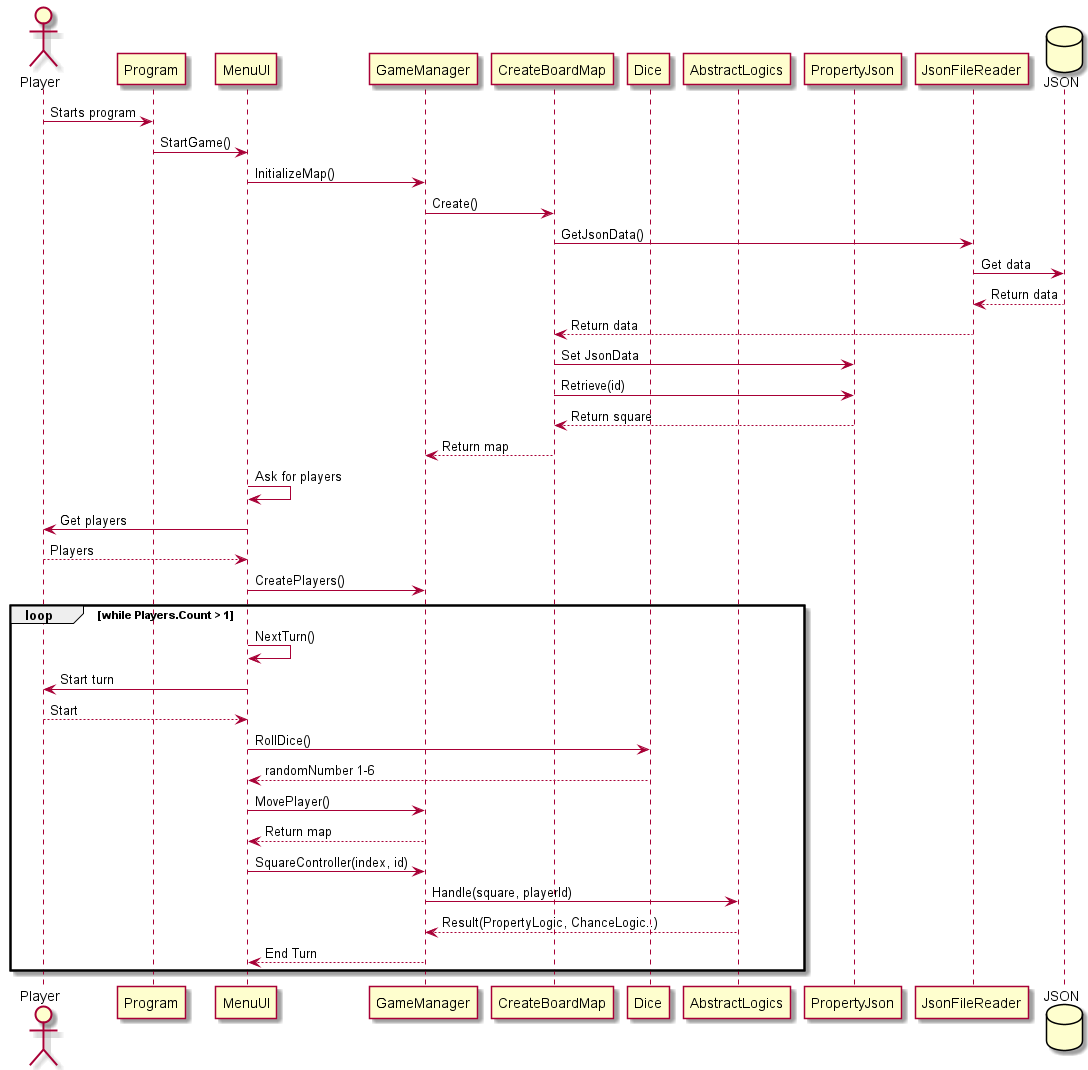 Player
Program
MenuUI
GameManager
CreateBoardMap
Dice
AbstractLogics
PropertyJson
JsonFileReader
JSON
Starts program
StartGame()
InitializeMap()
Create()
GetJsonData()
Get data
Return data
Return data
Set JsonData
Retrieve(id)
Return square
Return map
Ask for players
Get players
Players
CreatePlayers()
loop [while Players.Count > 1]
NextTurn()
Start turn
Start
RollDice()
randomNumber 1-6
MovePlayer()
Return map
SquareController(index, id)
Handle(square, playerId)
Result(PropertyLogic, ChanceLogic..)
End Turn
Player
Program
MenuUI
GameManager
CreateBoardMap
Dice
AbstractLogics
PropertyJson
JsonFileReader
JSON